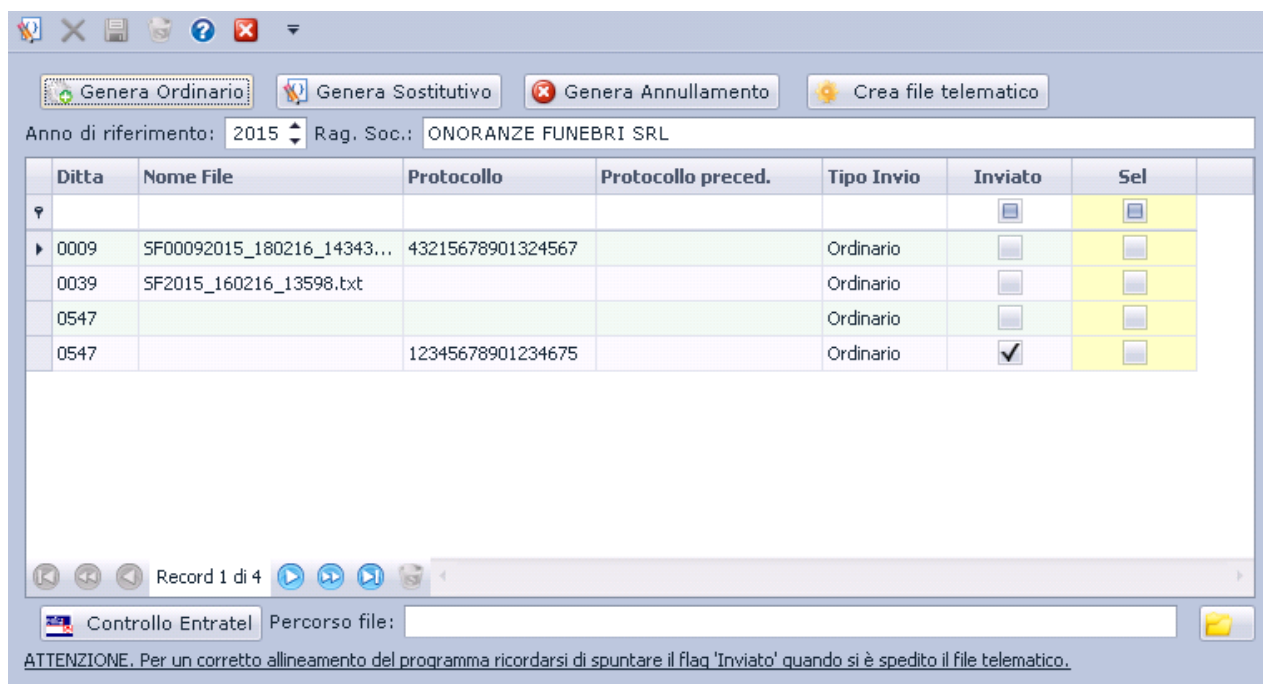 Genera Ordinario Genera Sostitutivo Genera Annullamento Crea file telematico
Anno di riferimento: 2015 Rag. Soc.: ONORANZE FUNEBRI SRL
Ditta Nome File Protocollo Protocollo preced. Tipo Invio Inviato Sel
0009 SF00092015_180216_14343... 43215678901324567 Ordinario
0039 SF2015_160216_13598.txt Ordinario
0547 Ordinario
0547 12345678901234675 Ordinario
Record 1 di 4
Controllo Entratel Percorso file:
ATTENZIONE. Per un corretto allineamento del programma ricordarsi di spuntare il flag 'Inviato' quando si è spedito il file telematico.